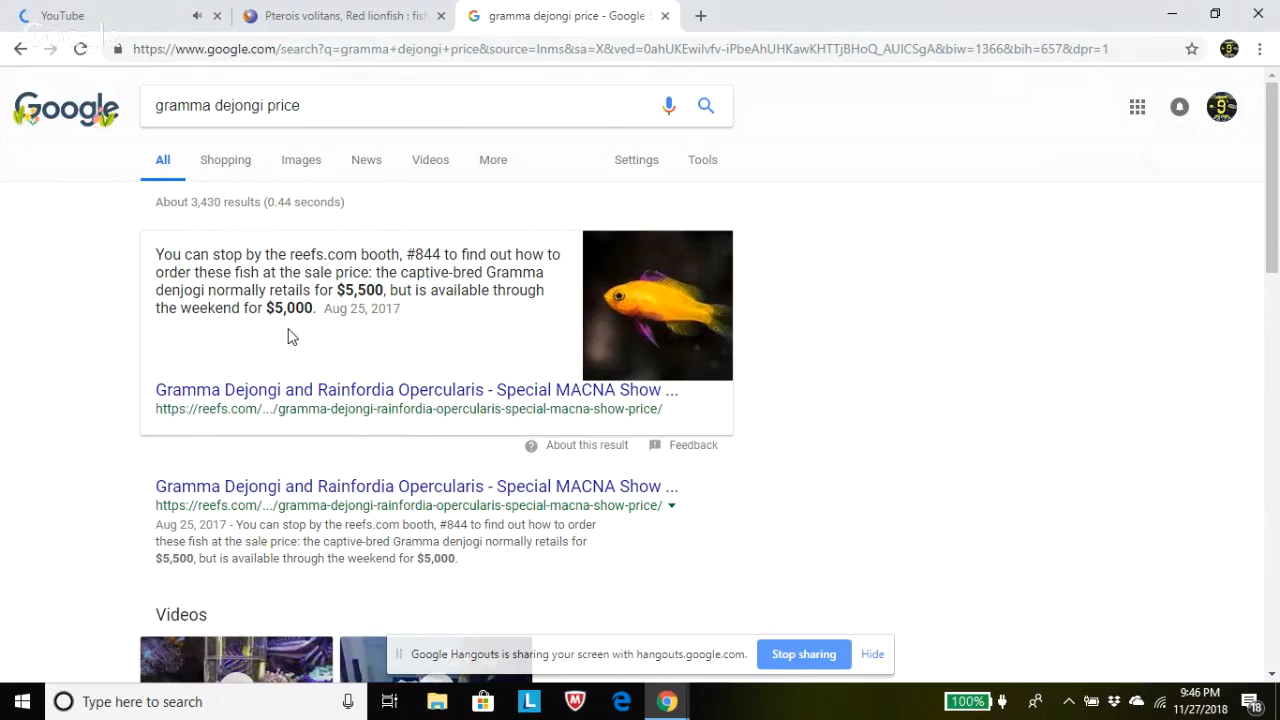 YouTube
Pterois volitans, Red lionfish : fish
gramma dejongi price - Google S
https://www.google.com/search?q=gramma+dejongi+price&source=lnms&sa=X&ved=0ahUKEwilvfv-iPbeAhUHKawKHTTjBHoQ_AUICSgA&biw=1366&bih=657&dpr=1
Google
gramma dejongi price
All Shopping Images News Videos More Settings Tools
About 3,430 results (0.44 seconds)
You can stop by the reefs.com booth, #844 to find out how to
order these fish at the sale price: the captive-bred Gramma
denjogi normally retails for $5,500, but is available through
the weekend for $5,000. Aug 25, 2017
Gramma Dejongi and Rainfordia Opercularis - Special MACNA Show ...
https://reefs.com/.../gramma-dejongi-rainfordia-opercularis-special-macna-show-price/
About this result Feedback
Gramma Dejongi and Rainfordia Opercularis - Special MACNA Show ...
https://reefs.com/.../gramma-dejongi-rainfordia-opercularis-special-macna-show-price/
Aug 25, 2017 - You can stop by the reefs.com booth, #844 to find out how to order
these fish at the sale price: the captive-bred Gramma denjogi normally retails for
$5,500, but is available through the weekend for $5,000.
Videos
Google Hangouts is sharing your screen with hangouts.google.com. Stop sharing Hide
Type here to search
100%
9:46 PM
11/27/2018
18